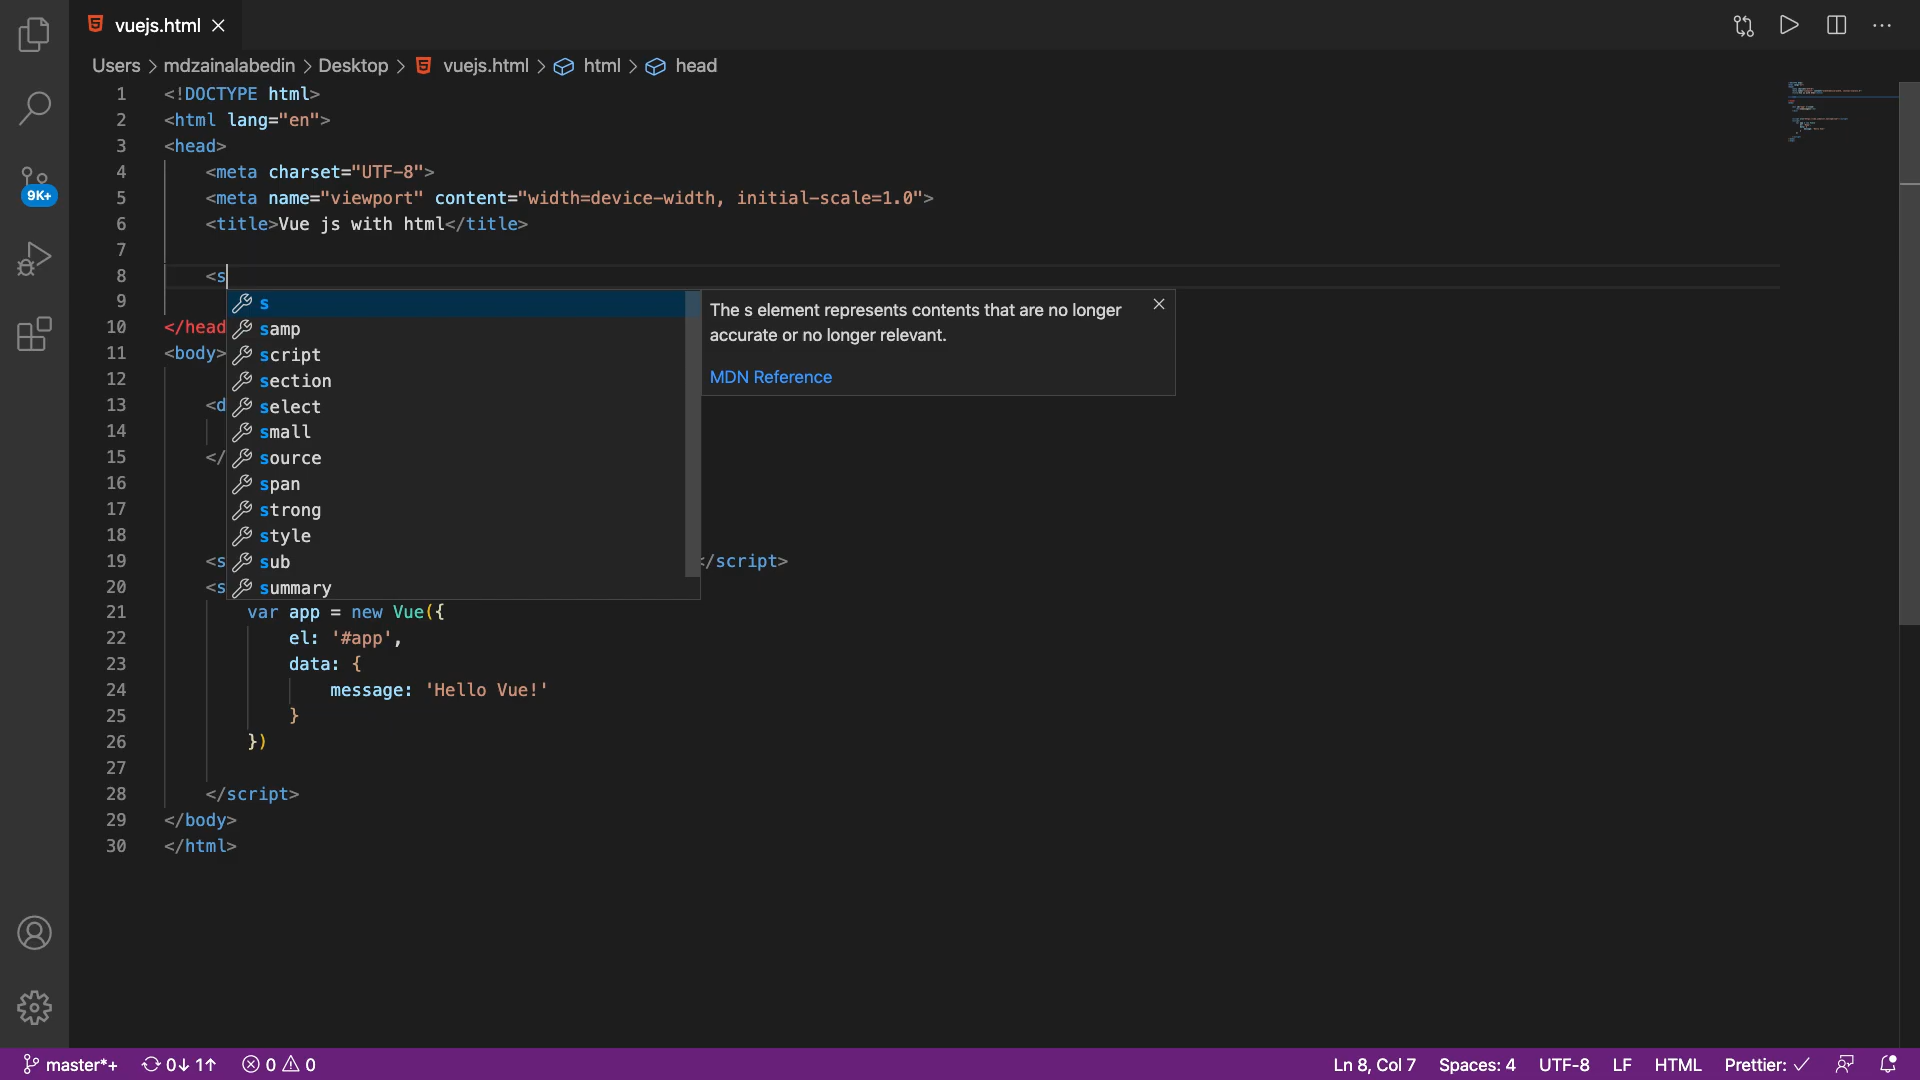 vuejs.html
Users > mdzainalabedin > Desktop > vuejs.html > html > head
1 <!DOCTYPE html>
2 <html lang="en">
3 <head>
4 <meta charset="UTF-8">
5 <meta name="viewport" content="width=device-width, initial-scale=1.0">
6 <title>Vue js with html</title>
7
8 <s
9
10 </head
11 <body>
12
13 <d
14
15 </
16
17
18
19 <s </script>
20 <s
s
samp
script
section
select
small
source
span
strong
style
sub
summary
The s element represents contents that are no longer
accurate or no longer relevant.
MDN Reference
21 var app = new Vue({
22 el: '#app',
23 data: {
24 message: 'Hello Vue!'
25 }
26 })
27
28 </script>
29 </body>
30 </html>
9K+
master*+ 0↓ 1↑ 0 0 Ln 8, Col 7 Spaces: 4 UTF-8 LF HTML Prettier: ✓